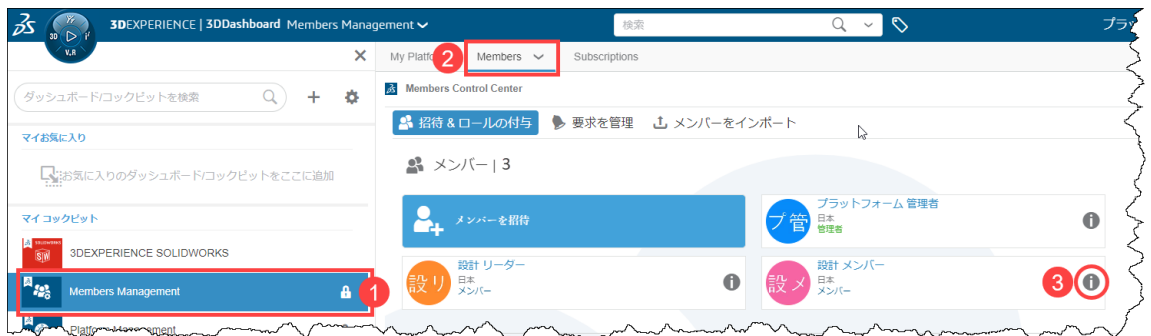 3DEXPERIENCE | 3DDashboard Members Management
検索
3D
V.R
My Platfo
2
Members
Subscriptions
ダッシュボード/コックピットを検索
Members Control Center
招待 & ロールの付与
要求を管理
メンバーをインポート
マイお気に入り
お気に入りのダッシュボード/コックピットをここに追加
メンバー | 3
マイ コックピット
メンバーを招待
プ管
プラットフォーム 管理者
日本
管理者
SOLIDWORKS
SW
3DEXPERIENCE SOLIDWORKS
設リ
設計 リーダー
日本
メンバー
設メ
設計 メンバー
日本
メンバー
3
Members Management
1
Platform Management